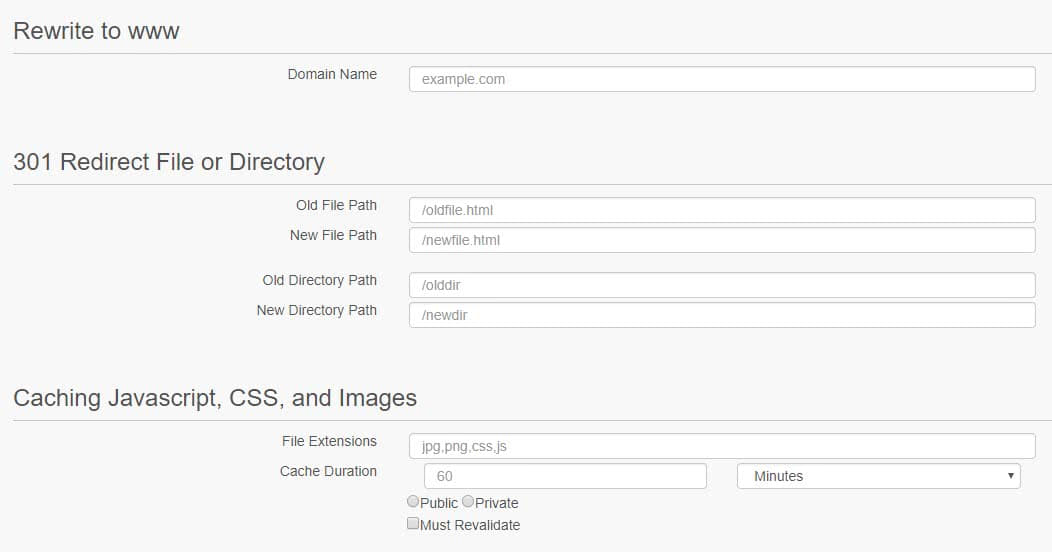 Rewrite to www
Domain Name example.com
301 Redirect File or Directory
Old File Path /oldfile.html
New File Path /newfile.html
Old Directory Path /olddir
New Directory Path /newdir
Caching Javascript, CSS, and Images
File Extensions jpg,png,css,js
Cache Duration 60 Minutes
Public Private
Must Revalidate